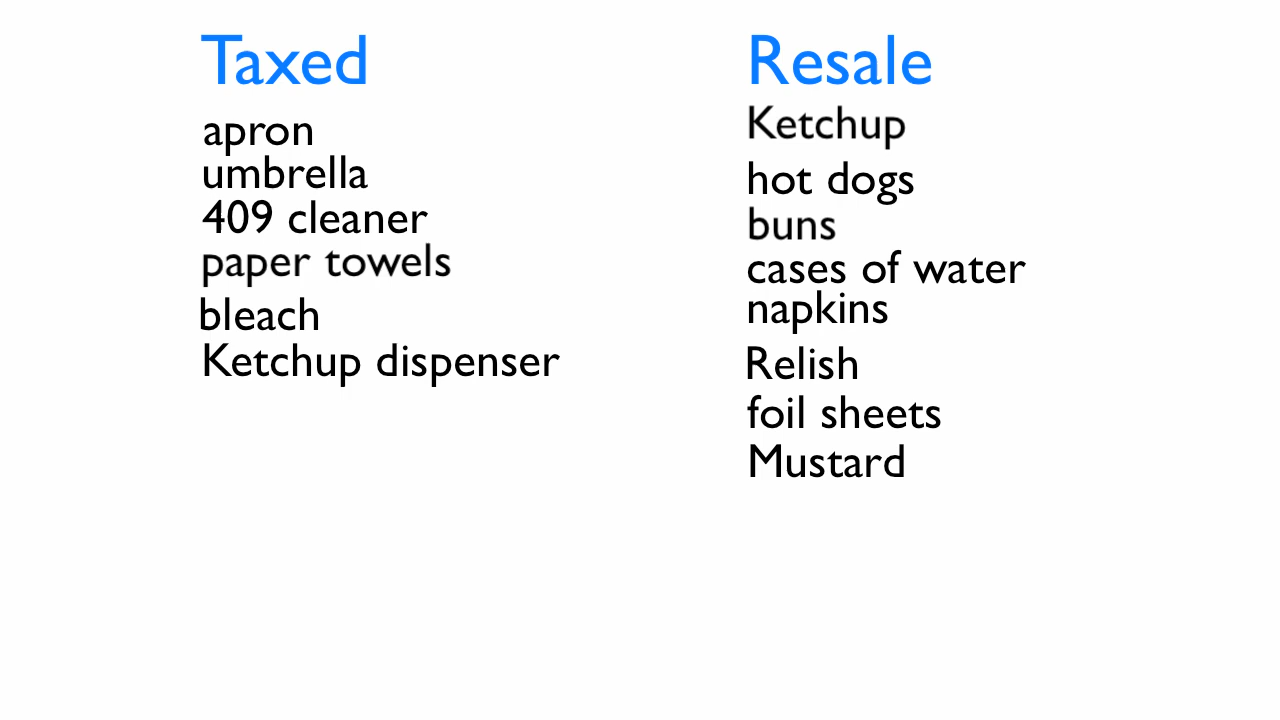 Taxed
apron
umbrella
409 cleaner
paper towels
bleach
Ketchup dispenser
Resale
Ketchup
hot dogs
buns
cases of water
napkins
Relish
foil sheets
Mustard